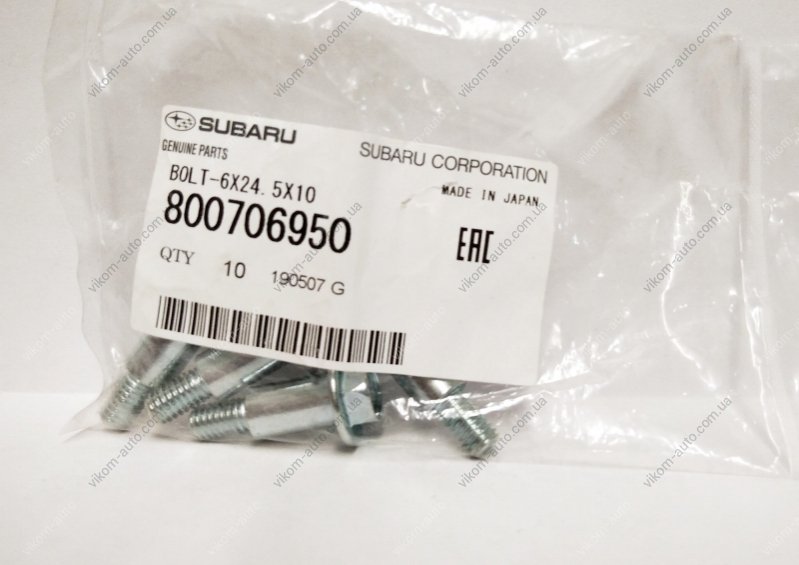 SUBARU
SUBARU CORPORATION
GENUINE PARTS
MADE IN JAPAN
BOLT-6X24.5X10
800706950
EAC
QTY 10 190507 G
vikom-auto.com.ua